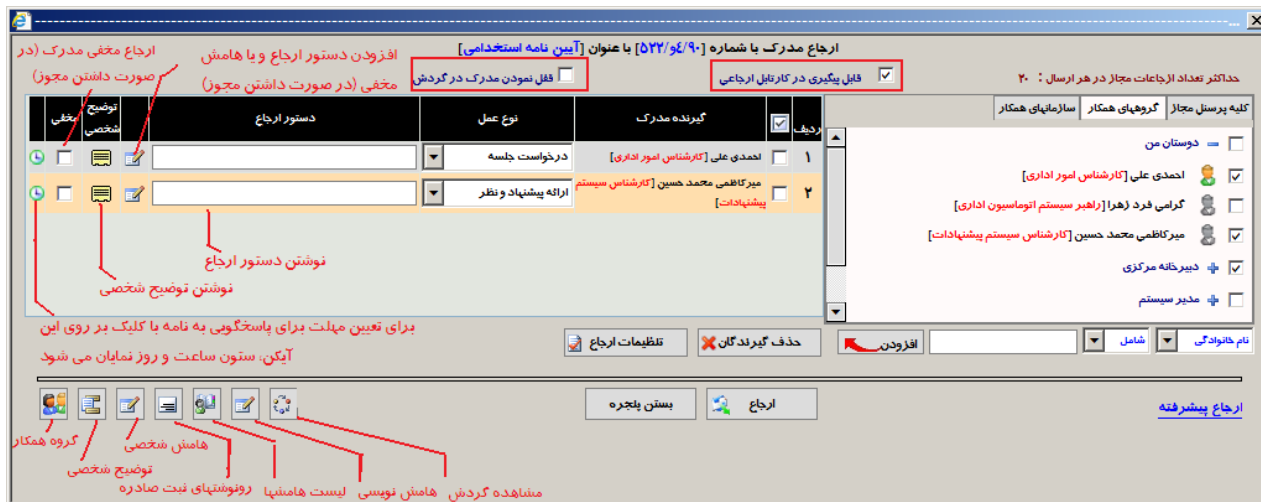 ارجاع مدرک با شماره [۵۲۲/و٤/۹۰] با عنوان [آیین نامه استخدامی]
حداکثر تعداد ارجاعات مجاز در هر ارسال : ۲۰
قابل پیگیری در کارتابل ارجاعی
قفل نمودن مدرک در گردش
افزودن دستور ارجاع و یا هامش
مخفی (در صورت داشتن مجوز)
ارجاع مخفی مدرک (در
صورت داشتن مجوز)
کلیه پرسنل مجاز گروههای همکار سازمانهای همکار
دوستان من
احمدی علی [کارشناس امور اداری]
گرامی فرد زهرا [راهبر سیستم اتوماسیون اداری]
میرکاظمی محمد حسین [کارشناس سیستم پیشنهادات]
دبیرخانه مرکزی
مدیر سیستم
نام خانوادگی شامل افزودن
ردیف گیرنده مدرک نوع عمل دستور ارجاع توضیح شخصی مخفی
۱ احمدی علی [کارشناس امور اداری] درخواست جلسه
۲ میرکاظمی محمد حسین [کارشناس سیستم پیشنهادات] ارائه پیشنهاد و نظر
نوشتن دستور ارجاع
نوشتن توضیح شخصی
برای تعیین مهلت برای پاسخگویی به نامه با کلیک بر روی این
آیکن، ستون ساعت و روز نمایان می شود
حذف گیرندگان تنظیمات ارجاع
ارجاع پیشرفته
ارجاع بستن پنجره
گروه همکار
توضیح شخصی
هامش شخصی
رونوشتهای ثبت صادره
لیست هامشها
هامش نویسی
مشاهده گردش